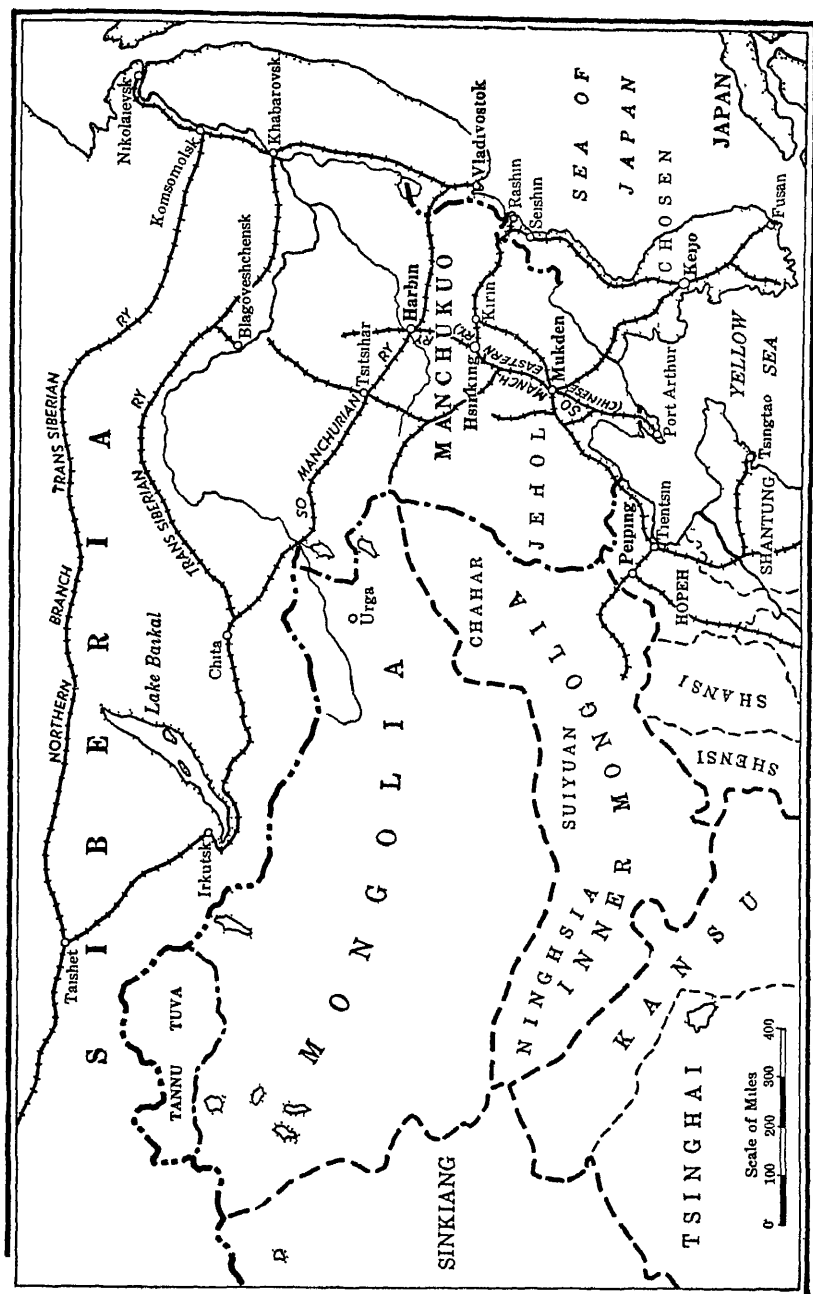 Nikolaievsk
Komsomolsk
Khabarovsk
NORTHERN BRANCH TRANS SIBERIAN RY
Taishet
SIBERIA
Lake Baikal
Irkutsk
Chita
TRANS SIBERIAN RY
Blagoveshchensk
TANNU TUVA
MONGOLIA
Urga
SO MANCHURIAN RY
Tsitsihar
Harbin
MANCHUKUO
Hsinking
Kirin
Vladivostok
Rashin
Seishin
SEA OF
JAPAN
JAPAN
CHOSEN
Keijo
Fusan
SO MANCH. RY
(CHINESE EASTERN RY)
Mukden
Port Arthur
YELLOW
SEA
JEHOL
CHAHAR
SUIYUAN
NINGHSIA
INNER MONGOLIA
Peiping
Tientsin
HOPEH
Tsingtao
SHANTUNG
SHANSI
SHENSI
KANSU
TSINGHAI
SINKIANG
Scale of Miles
0 100 200 300 400